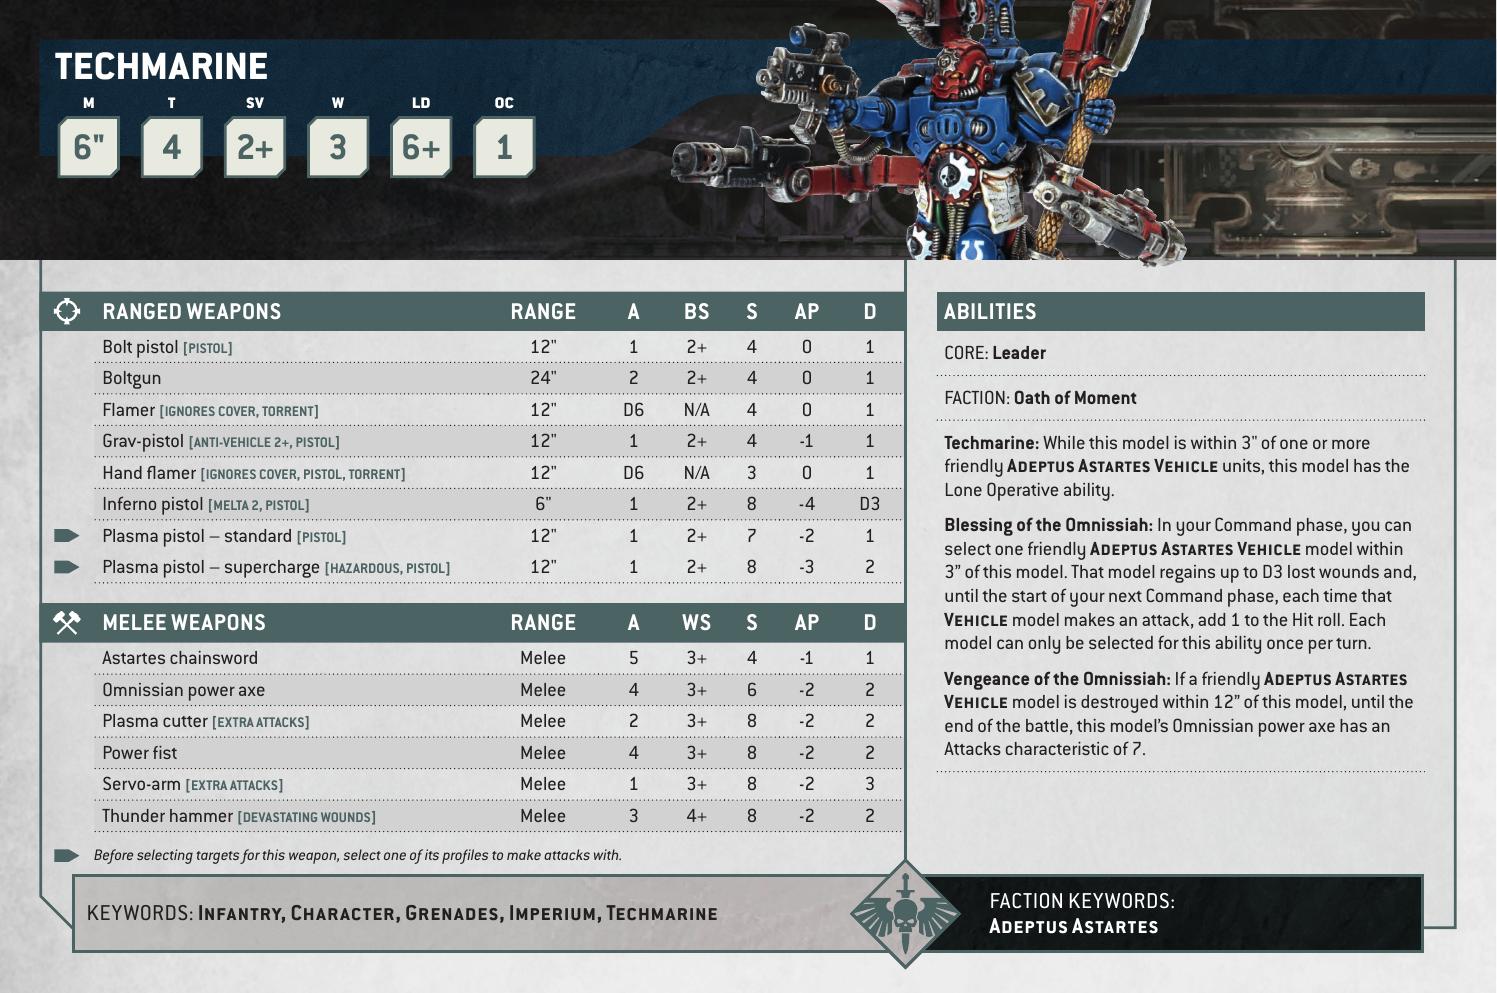 TECHMARINE
M T SV W LD OC
6" 4 2+ 3 6+ 1
RANGED WEAPONS RANGE A BS S AP D
Bolt pistol [PISTOL] 12" 1 2+ 4 0 1
Boltgun 24" 2 2+ 4 0 1
Flamer [IGNORES COVER, TORRENT] 12" D6 N/A 4 0 1
Grav-pistol [ANTI-VEHICLE 2+, PISTOL] 12" 1 2+ 4 -1 1
Hand flamer [IGNORES COVER, PISTOL, TORRENT] 12" D6 N/A 3 0 1
Inferno pistol [MELTA 2, PISTOL] 6" 1 2+ 8 -4 D3
Plasma pistol – standard [PISTOL] 12" 1 2+ 7 -2 1
Plasma pistol – supercharge [HAZARDOUS, PISTOL] 12" 1 2+ 8 -3 2
MELEE WEAPONS RANGE A WS S AP D
Astartes chainsword Melee 5 3+ 4 -1 1
Omnissian power axe Melee 4 3+ 6 -2 2
Plasma cutter [EXTRA ATTACKS] Melee 2 3+ 8 -2 2
Power fist Melee 4 3+ 8 -2 2
Servo-arm [EXTRA ATTACKS] Melee 1 3+ 8 -2 3
Thunder hammer [DEVASTATING WOUNDS] Melee 3 4+ 8 -2 2
Before selecting targets for this weapon, select one of its profiles to make attacks with.
ABILITIES
CORE: Leader
FACTION: Oath of Moment
Techmarine: While this model is within 3" of one or more
friendly ADEPTUS ASTARTES VEHICLE units, this model has the
Lone Operative ability.
Blessing of the Omnissiah: In your Command phase, you can
select one friendly ADEPTUS ASTARTES VEHICLE model within
3” of this model. That model regains up to D3 lost wounds and,
until the start of your next Command phase, each time that
VEHICLE model makes an attack, add 1 to the Hit roll. Each
model can only be selected for this ability once per turn.
Vengeance of the Omnissiah: If a friendly ADEPTUS ASTARTES
VEHICLE model is destroyed within 12” of this model, until the
end of the battle, this model’s Omnissian power axe has an
Attacks characteristic of 7.
KEYWORDS: INFANTRY, CHARACTER, GRENADES, IMPERIUM, TECHMARINE
FACTION KEYWORDS:
ADEPTUS ASTARTES